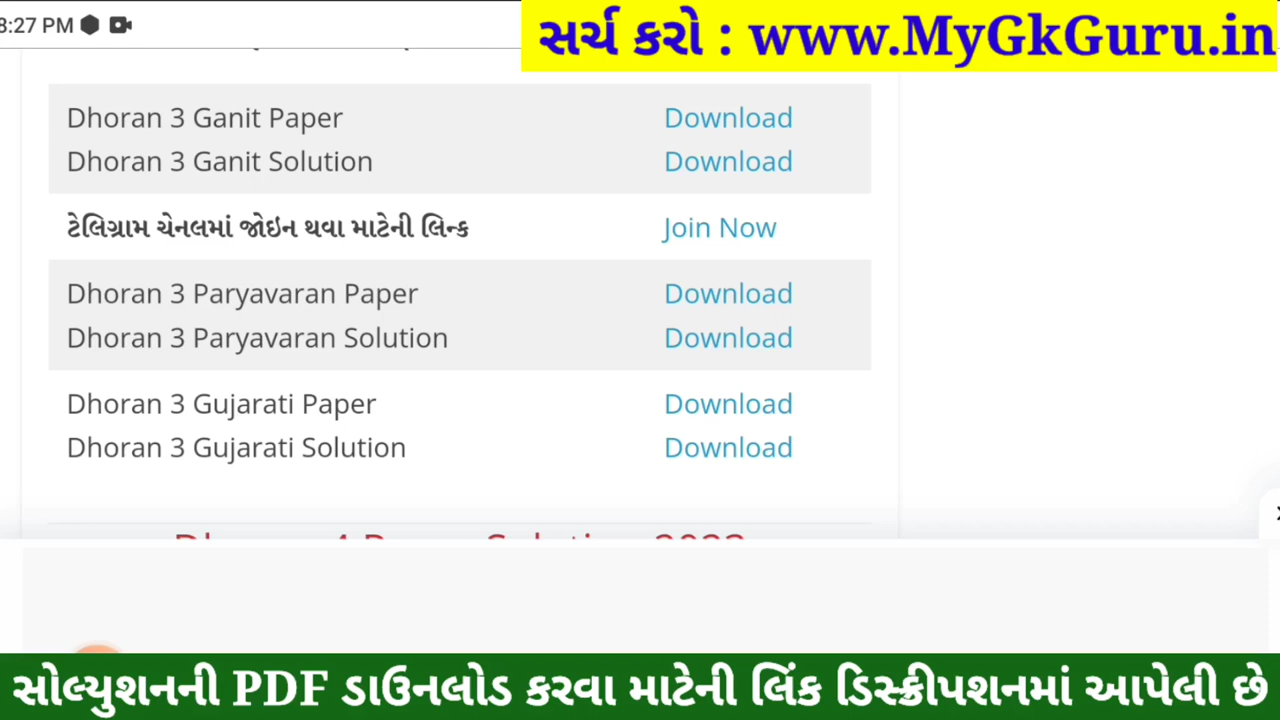 8:27 PM
સર્ચ કરો : www.MyGkGuru.in
Dhoran 3 Ganit Paper Download
Dhoran 3 Ganit Solution Download
ટેલિગ્રામ ચેનલમાં જોઇન થવા માટેની લિન્ક Join Now
Dhoran 3 Paryavaran Paper Download
Dhoran 3 Paryavaran Solution Download
Dhoran 3 Gujarati Paper Download
Dhoran 3 Gujarati Solution Download
સોલ્યુશનની PDF ડાઉનલોડ કરવા માટેની લિંક ડિસ્ક્રીપશનમાં આપેલી છે